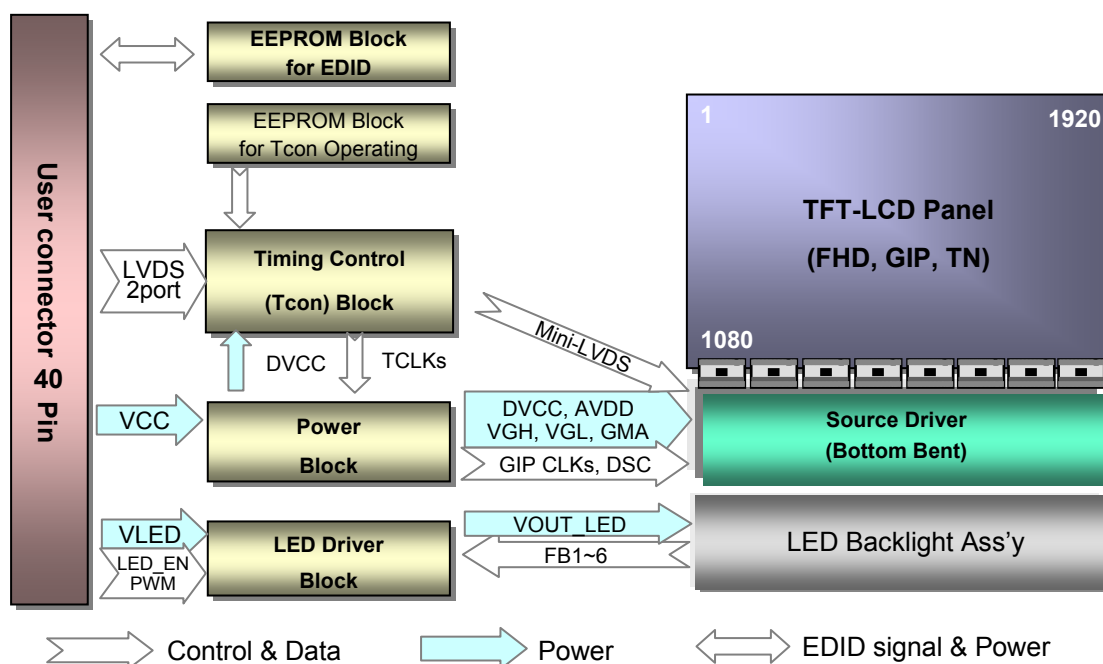 EEPROM Block
for EDID
EEPROM Block
for Tcon Operating
User connector 40 Pin
LVDS
2port
Timing Control
(Tcon) Block
DVCC
TCLKs
Mini-LVDS
1
1920
TFT-LCD Panel
(FHD, GIP, TN)
1080
VCC
Power
Block
DVCC, AVDD
VGH, VGL, GMA
GIP CLKs, DSC
Source Driver
(Bottom Bent)
VLED
LED_EN
PWM
LED Driver
Block
VOUT_LED
FB1~6
LED Backlight Ass'y
Control & Data
Power
EDID signal & Power